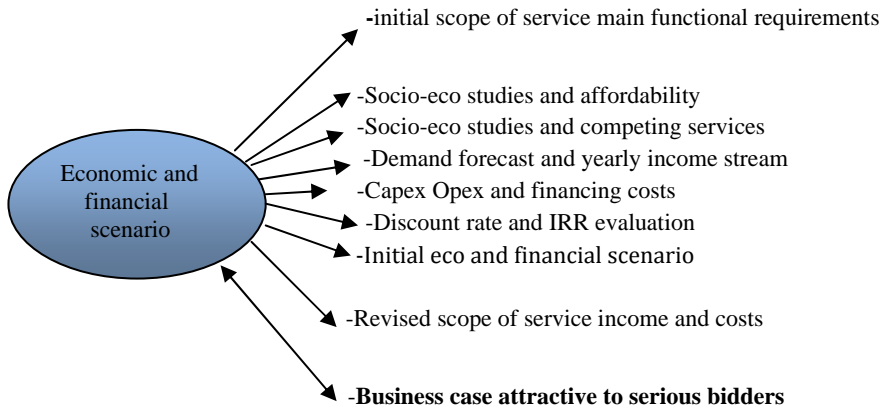 -initial scope of service main functional requirements
-Socio-eco studies and affordability
-Socio-eco studies and competing services
-Demand forecast and yearly income stream
Economic and
financial
scenario
-Capex Opex and financing costs
-Discount rate and IRR evaluation
-Initial eco and financial scenario
-Revised scope of service income and costs
-Business case attractive to serious bidders